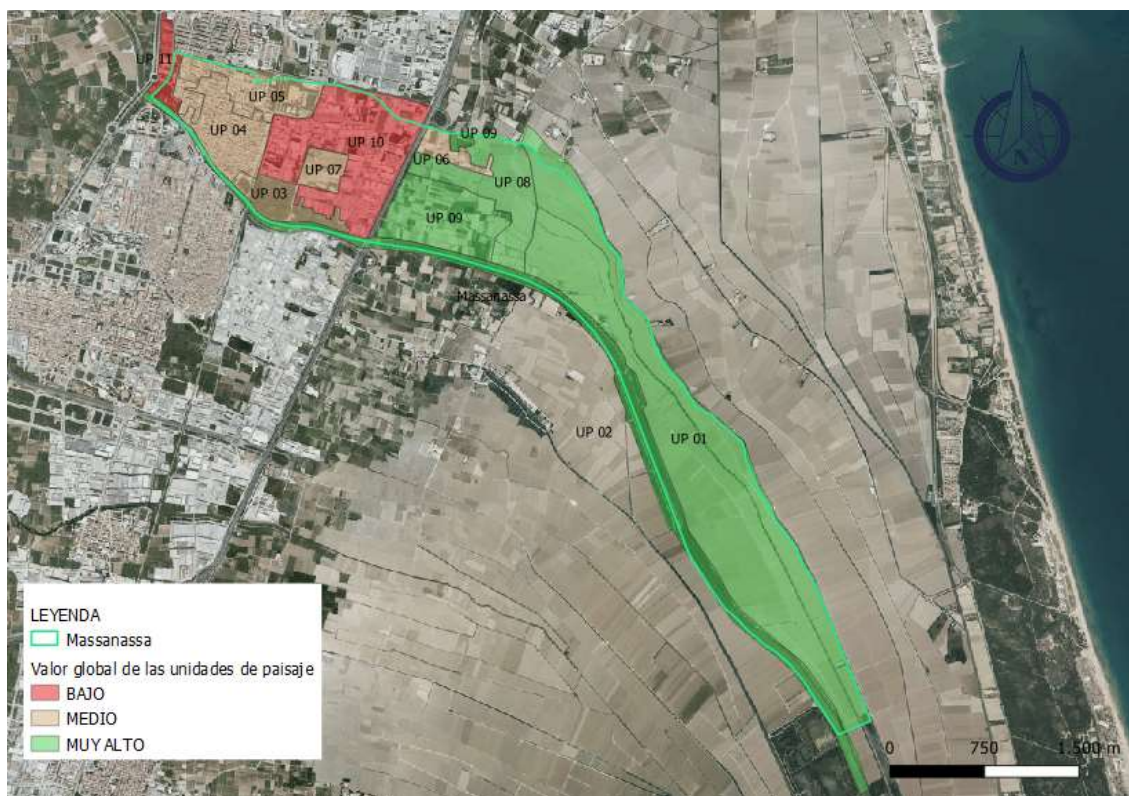 UP 11
UP 05
UP 04
UP 10
UP 09
UP 06
UP 07
UP 08
UP 03
UP 09
Massanassa
UP 02
UP 01
N
LEYENDA
Massanassa
Valor global de las unidades de paisaje
BAJO
MEDIO
MUY ALTO
0 750 1.500 m